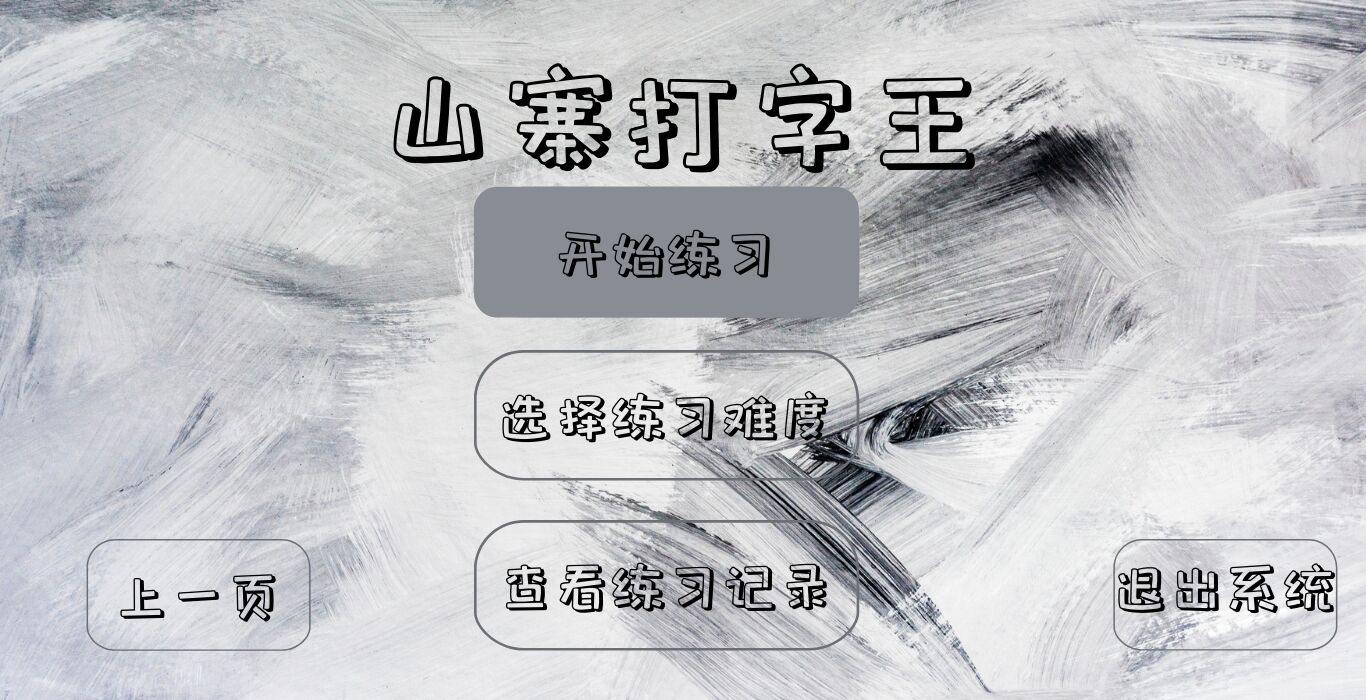 山寨打字王
开始练习
选择练习难度
查看练习记录
上一页
退出系统